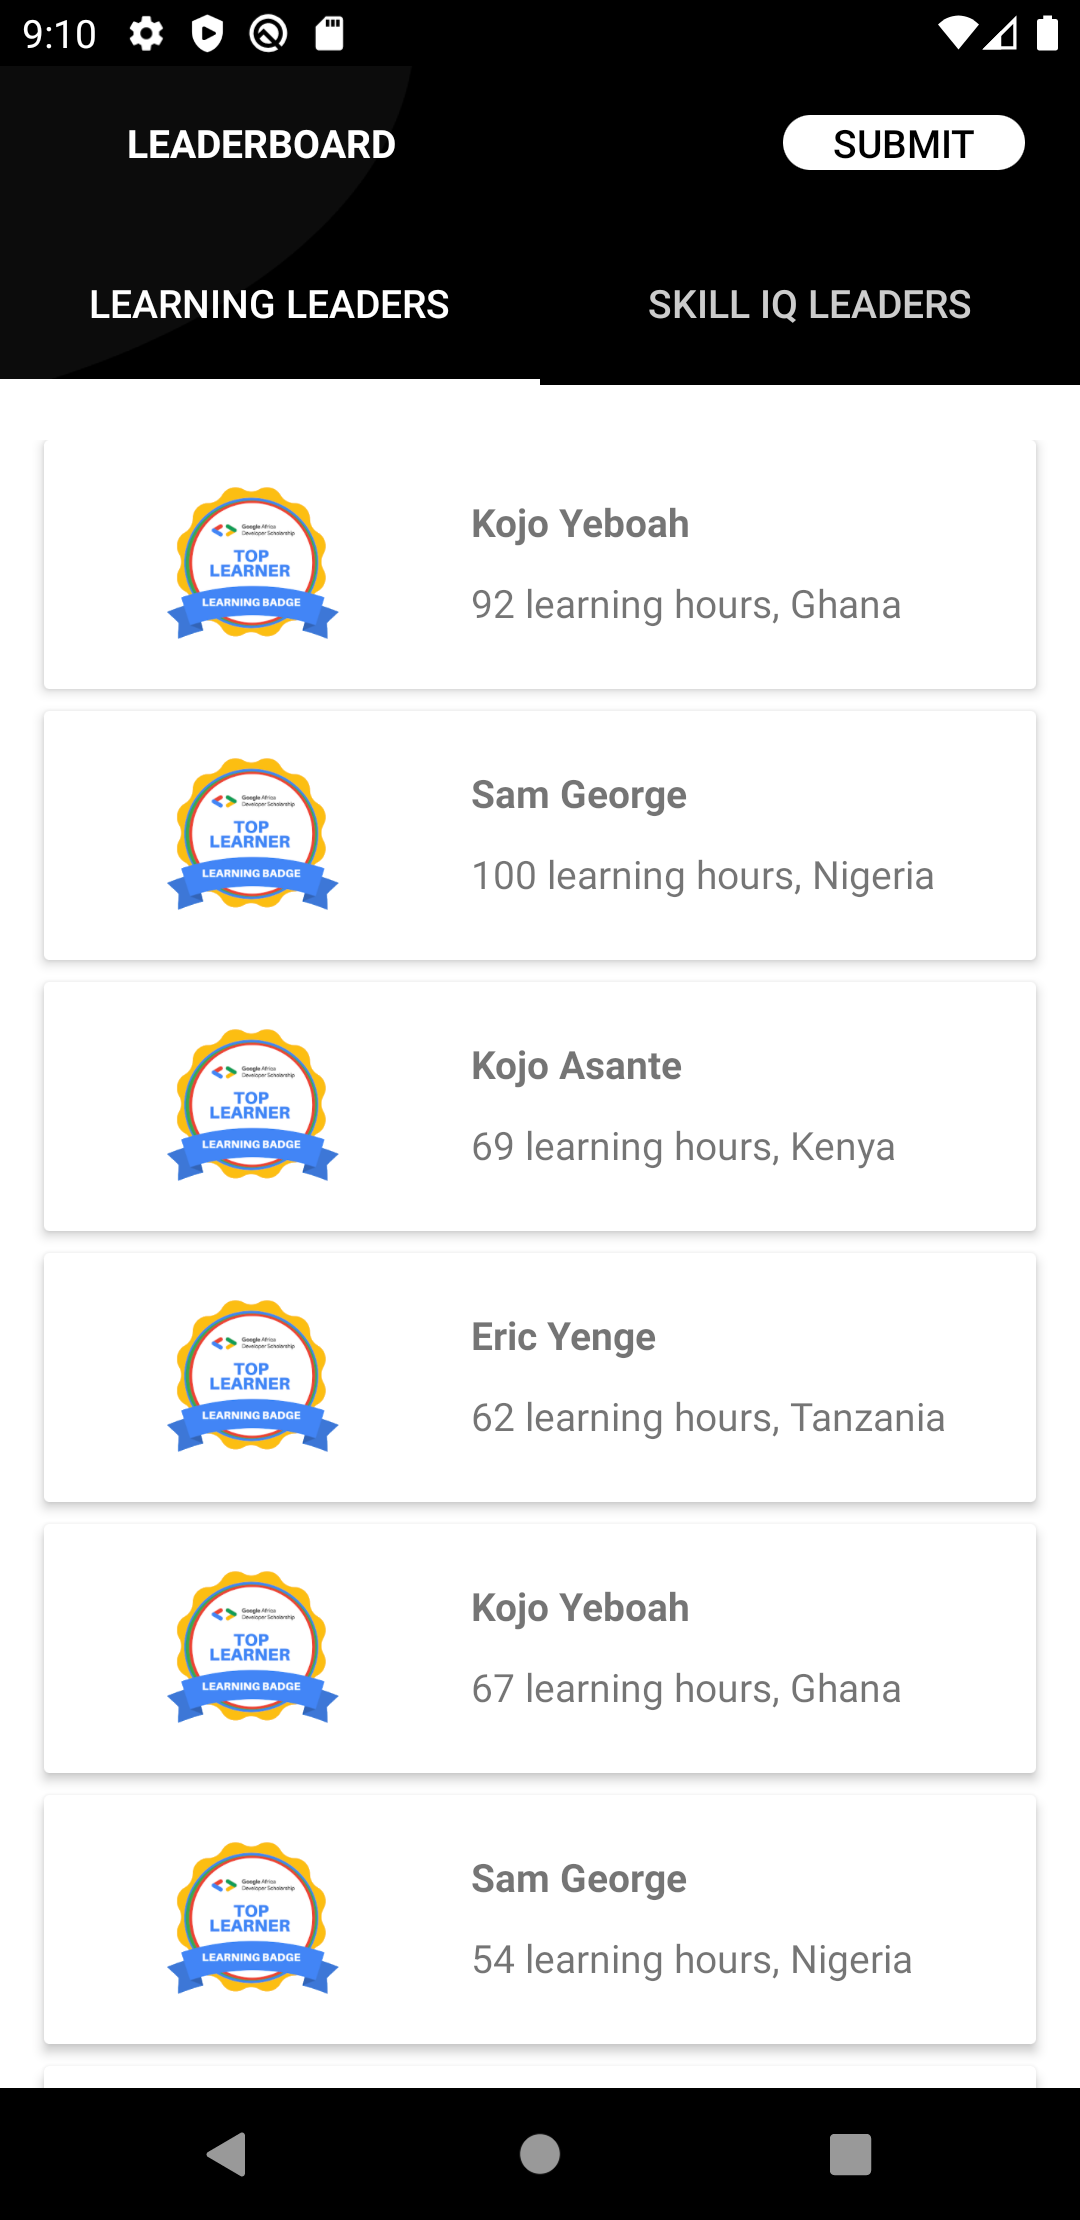 9:10
LEADERBOARD
SUBMIT
LEARNING LEADERS
SKILL IQ LEADERS
Google Africa
Developer Scholarship
TOP
LEARNER
LEARNING BADGE
Kojo Yeboah
92 learning hours, Ghana
Google Africa
Developer Scholarship
TOP
LEARNER
LEARNING BADGE
Sam George
100 learning hours, Nigeria
Google Africa
Developer Scholarship
TOP
LEARNER
LEARNING BADGE
Kojo Asante
69 learning hours, Kenya
Google Africa
Developer Scholarship
TOP
LEARNER
LEARNING BADGE
Eric Yenge
62 learning hours, Tanzania
Google Africa
Developer Scholarship
TOP
LEARNER
LEARNING BADGE
Kojo Yeboah
67 learning hours, Ghana
Google Africa
Developer Scholarship
TOP
LEARNER
LEARNING BADGE
Sam George
54 learning hours, Nigeria